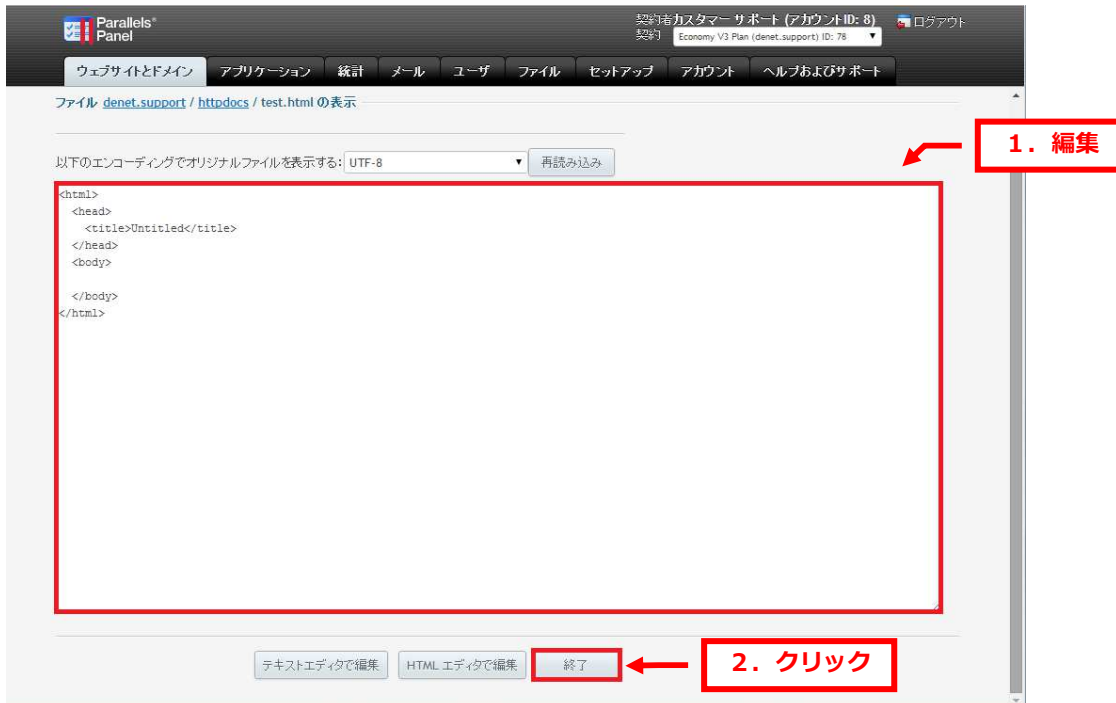 Parallels®
Panel
契約者カスタマー サポート (アカウントID: 8)
契約 Economy V3 Plan (denet.support) ID: 78
ログアウト
ウェブサイトとドメイン アプリケーション 統計 メール ユーザ ファイル セットアップ アカウント ヘルプおよびサポート
ファイル denet.support / httpdocs / test.html の表示
1. 編集
以下のエンコーディングでオリジナルファイルを表示する: UTF-8 再読み込み
<html>
<head>
<title>Untitled</title>
</head>
<body>
</body>
</html>
テキストエディタで編集 HTML エディタで編集 終了
2. クリック